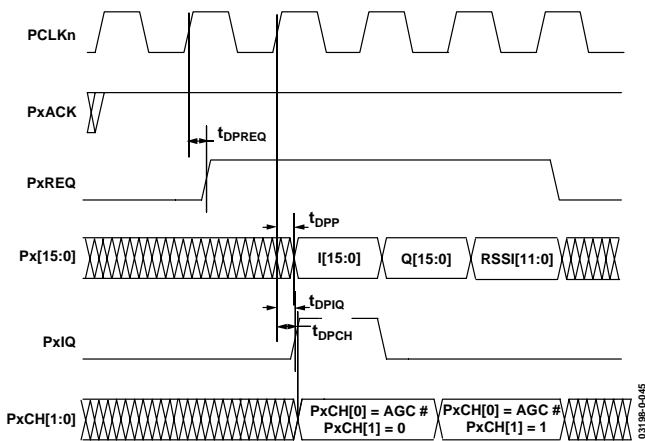 PCLKn
PxACK
tDPREQ
PxREQ
tDPP
Px[15:0]
I[15:0]
Q[15:0]
RSSI[11:0]
tDPIQ
tDPCH
PxIQ
PxCH[1:0]
PxCH[0] = AGC #
PxCH[1] = 0
PxCH[0] = AGC #
PxCH[1] = 1
03198-0-045